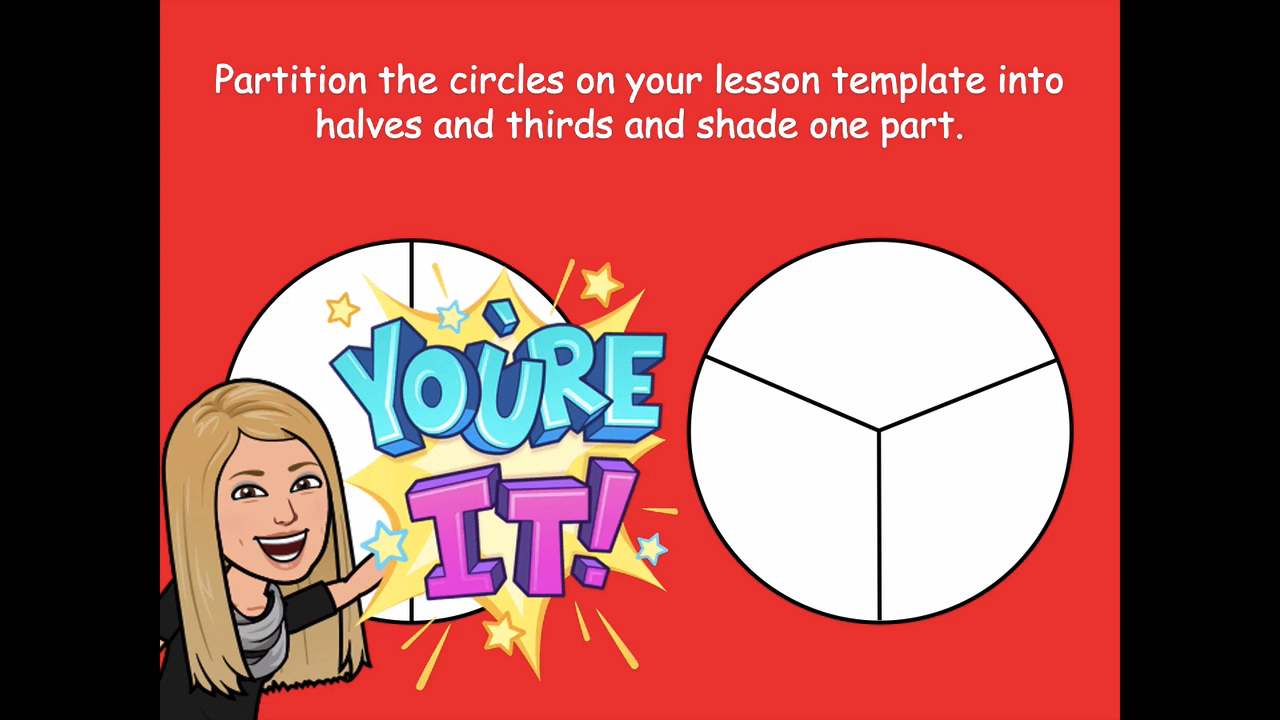 Partition the circles on your lesson template into
halves and thirds and shade one part.
YOU'RE
IT!